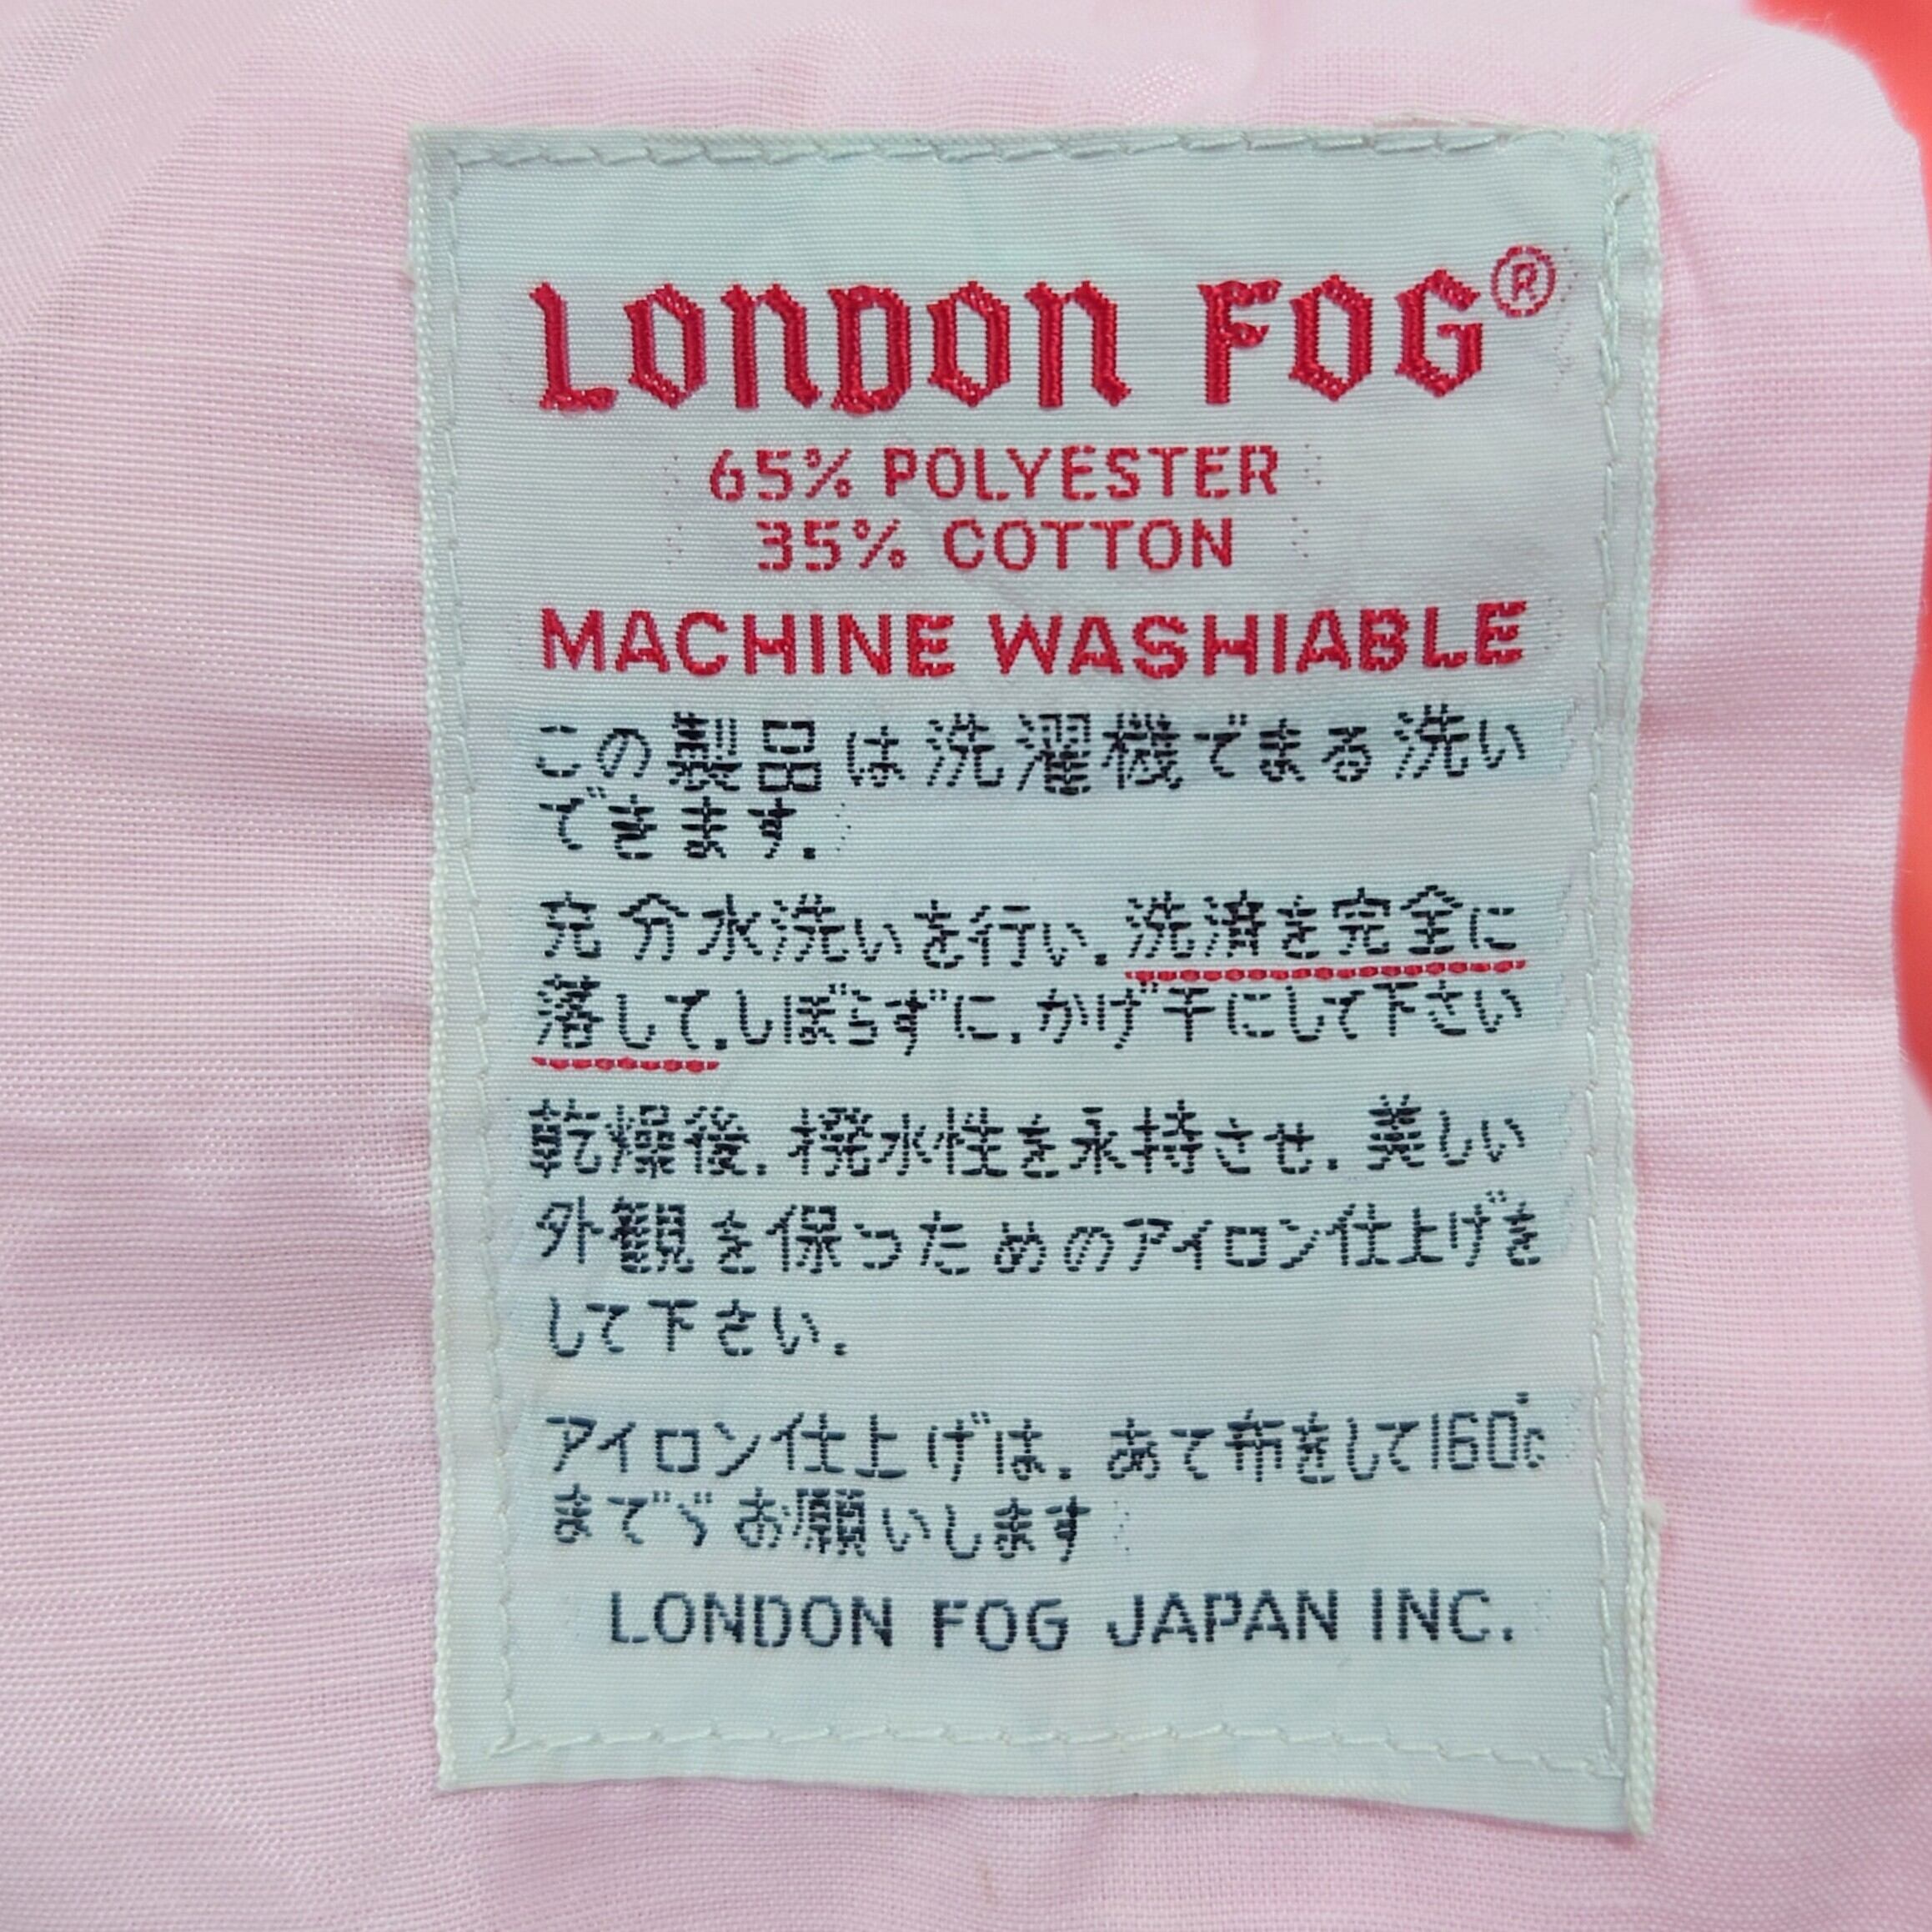 LONDON FOG®
65% POLYESTER
35% COTTON
MACHINE WASHIABLE
この製品は洗濯機でまる洗い
できます.
充分水洗いを行い.洗済を完全に
落して.しぼらずに.かげ干にして下さい
乾燥後.撥水性を永持させ.美しい
外観を保つためのアイロン仕上げを
して下さい.
アイロン仕上げは.あて布をして160°c
まで゛お願いします
LONDON FOG JAPAN INC.